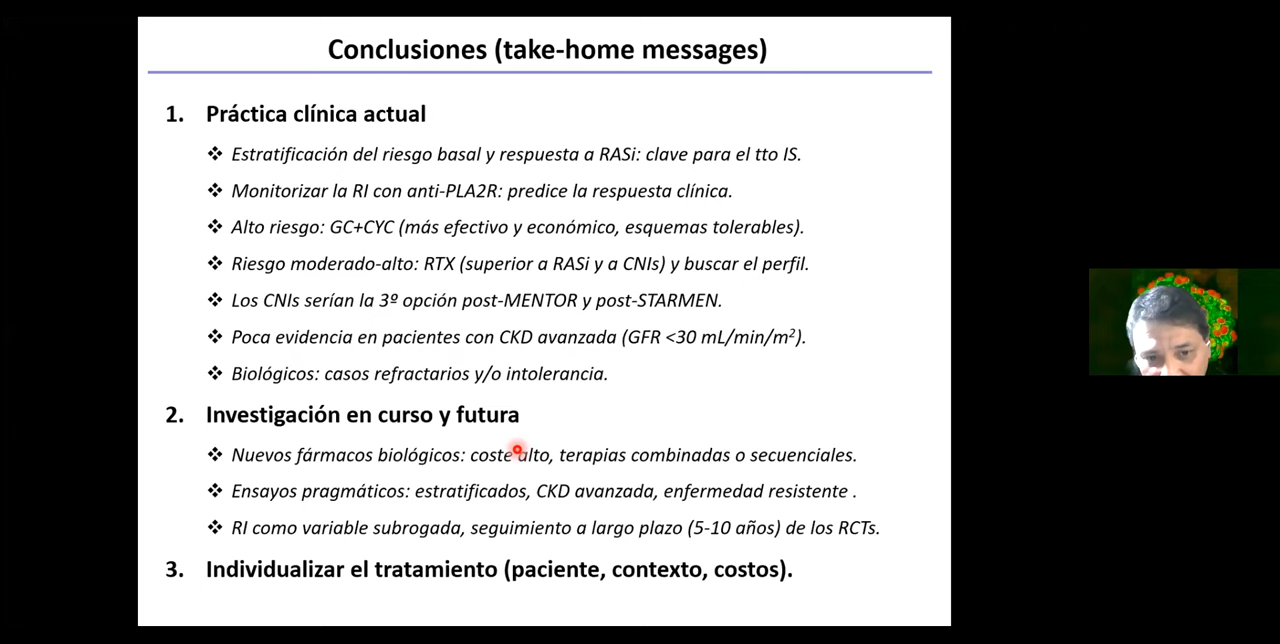 Conclusiones (take-home messages)
1. Práctica clínica actual
❖ Estratificación del riesgo basal y respuesta a RASi: clave para el tto IS.
❖ Monitorizar la RI con anti-PLA2R: predice la respuesta clínica.
❖ Alto riesgo: GC+CYC (más efectivo y económico, esquemas tolerables).
❖ Riesgo moderado-alto: RTX (superior a RASi y a CNIs) y buscar el perfil.
❖ Los CNIs serían la 3º opción post-MENTOR y post-STARMEN.
❖ Poca evidencia en pacientes con CKD avanzada (GFR <30 mL/min/m²).
❖ Biológicos: casos refractarios y/o intolerancia.
2. Investigación en curso y futura
❖ Nuevos fármacos biológicos: coste alto, terapias combinadas o secuenciales.
❖ Ensayos pragmáticos: estratificados, CKD avanzada, enfermedad resistente .
❖ RI como variable subrogada, seguimiento a largo plazo (5-10 años) de los RCTs.
3. Individualizar el tratamiento (paciente, contexto, costos).